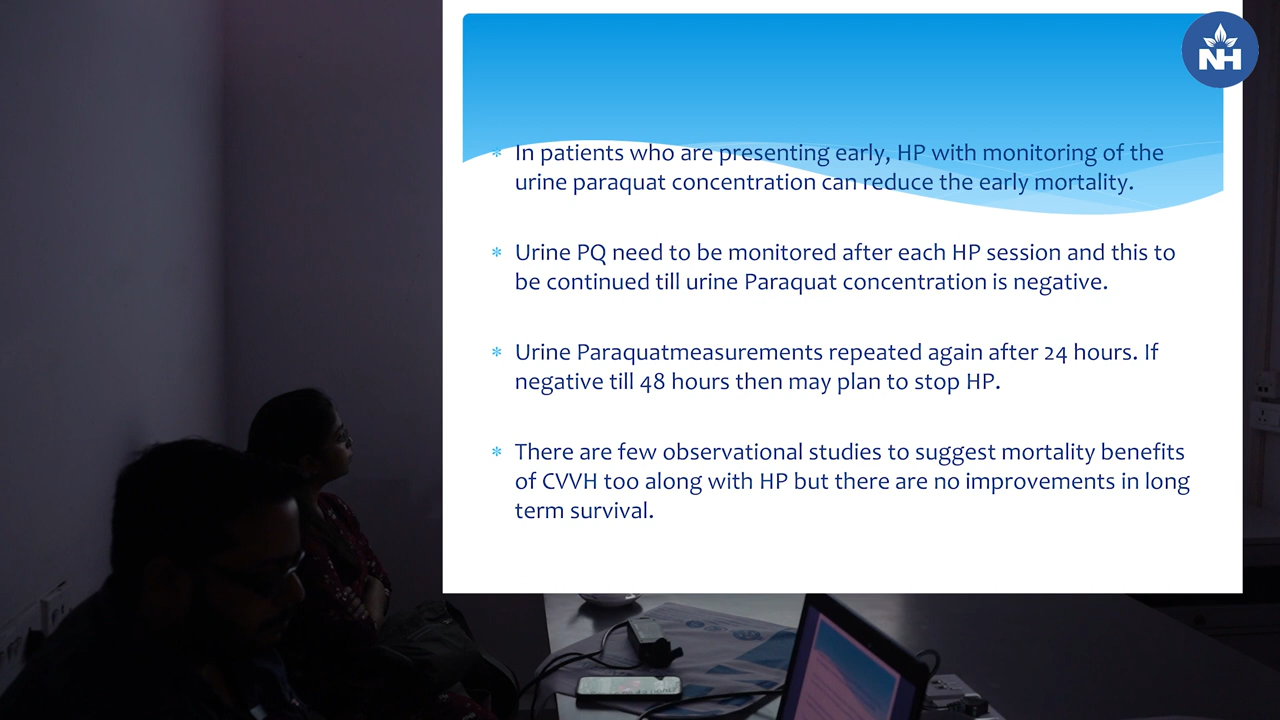 NH
* In patients who are presenting early, HP with monitoring of the
urine paraquat concentration can reduce the early mortality.
* Urine PQ need to be monitored after each HP session and this to
be continued till urine Paraquat concentration is negative.
* Urine Paraquatmeasurements repeated again after 24 hours. If
negative till 48 hours then may plan to stop HP.
* There are few observational studies to suggest mortality benefits
of CVVH too along with HP but there are no improvements in long
term survival.